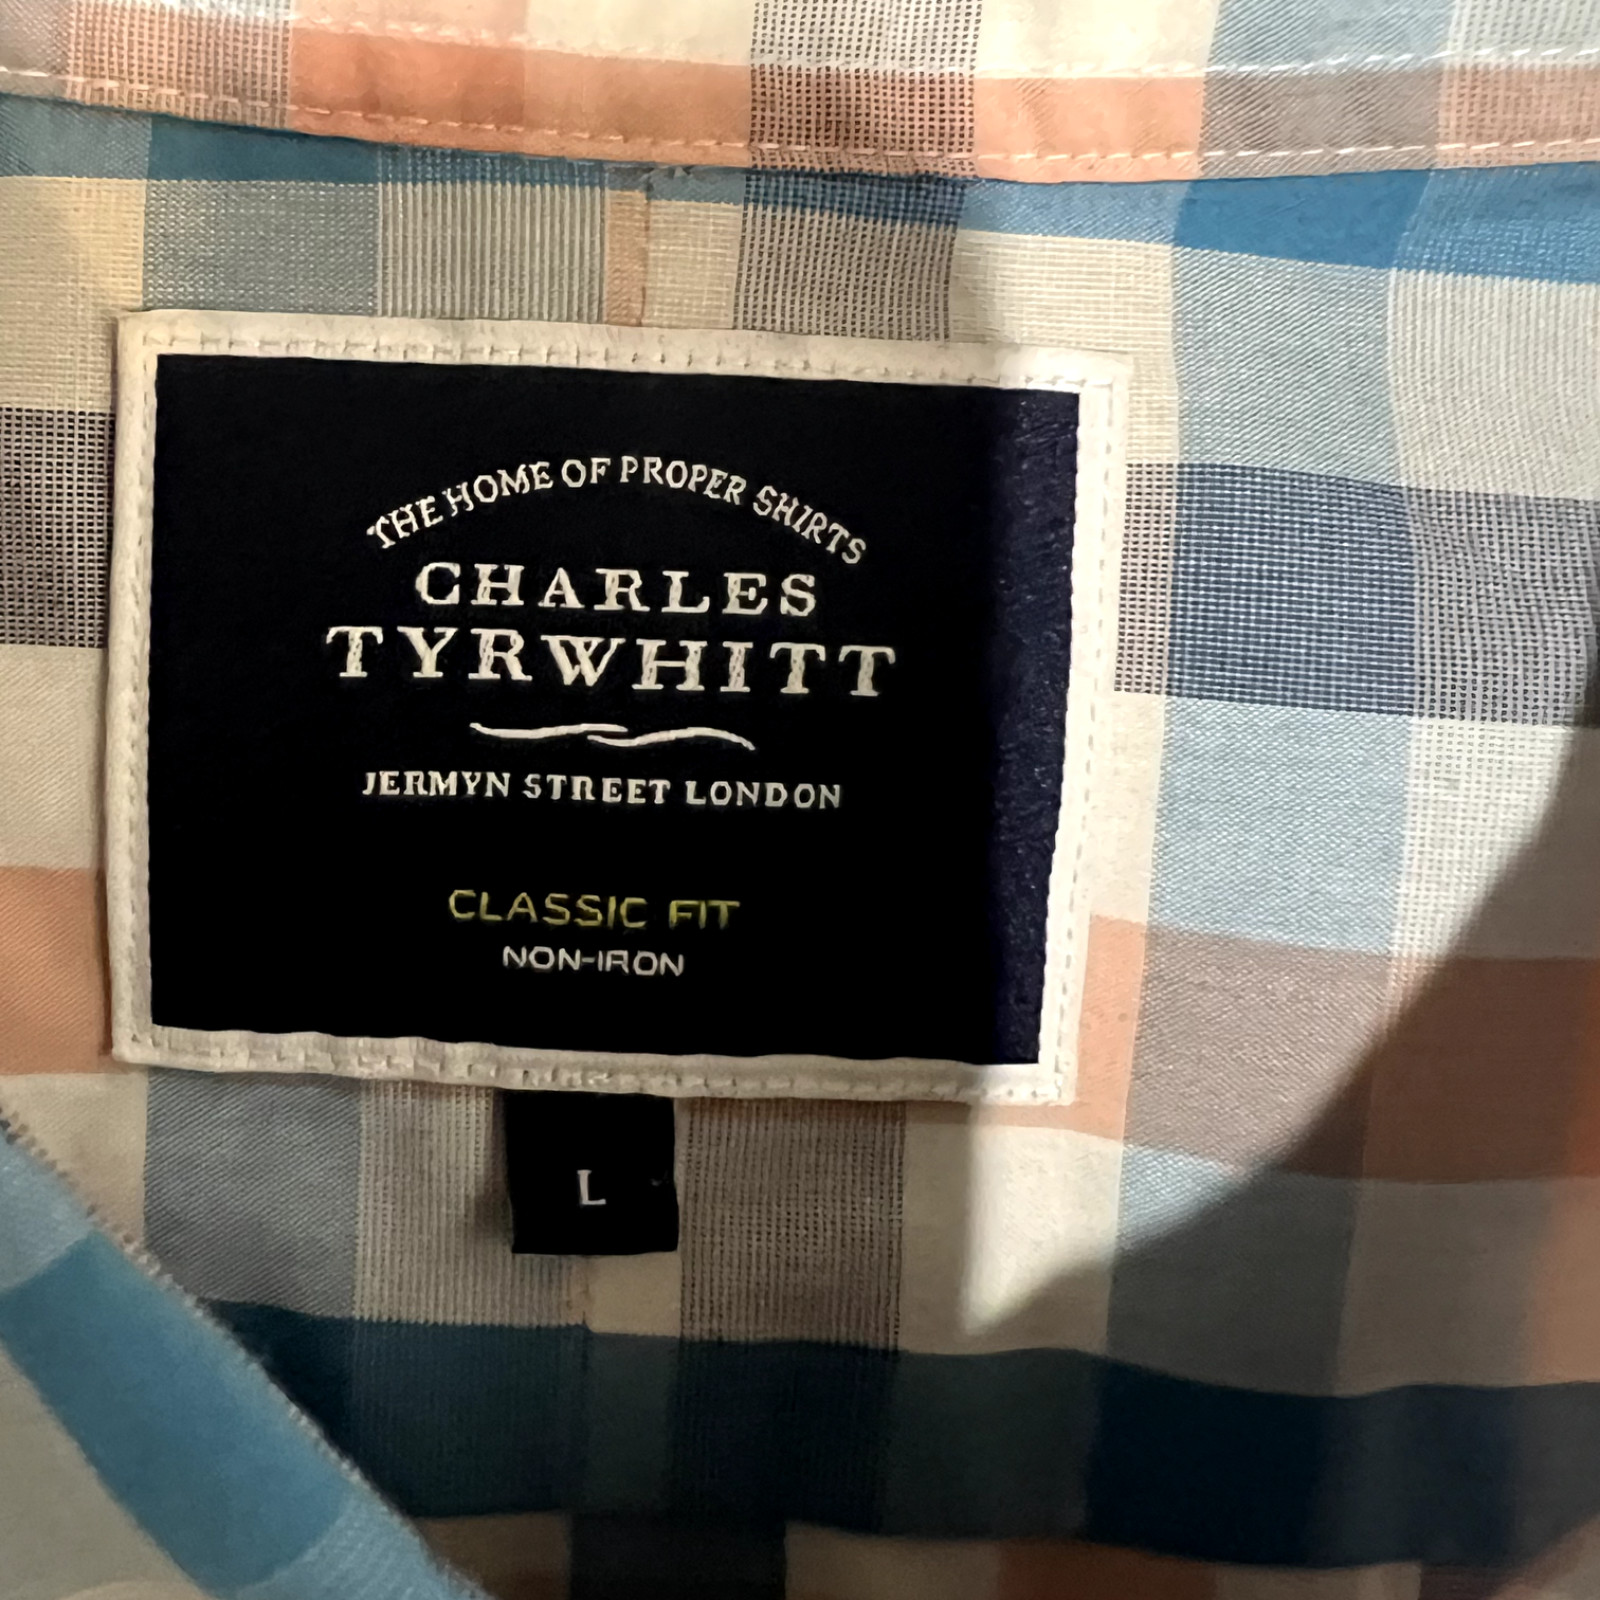 THE HOME OF PROPER SHIRTS
CHARLES
TYRWHITT
JERMYN STREET LONDON
CLASSIC FIT
NON-IRON
L